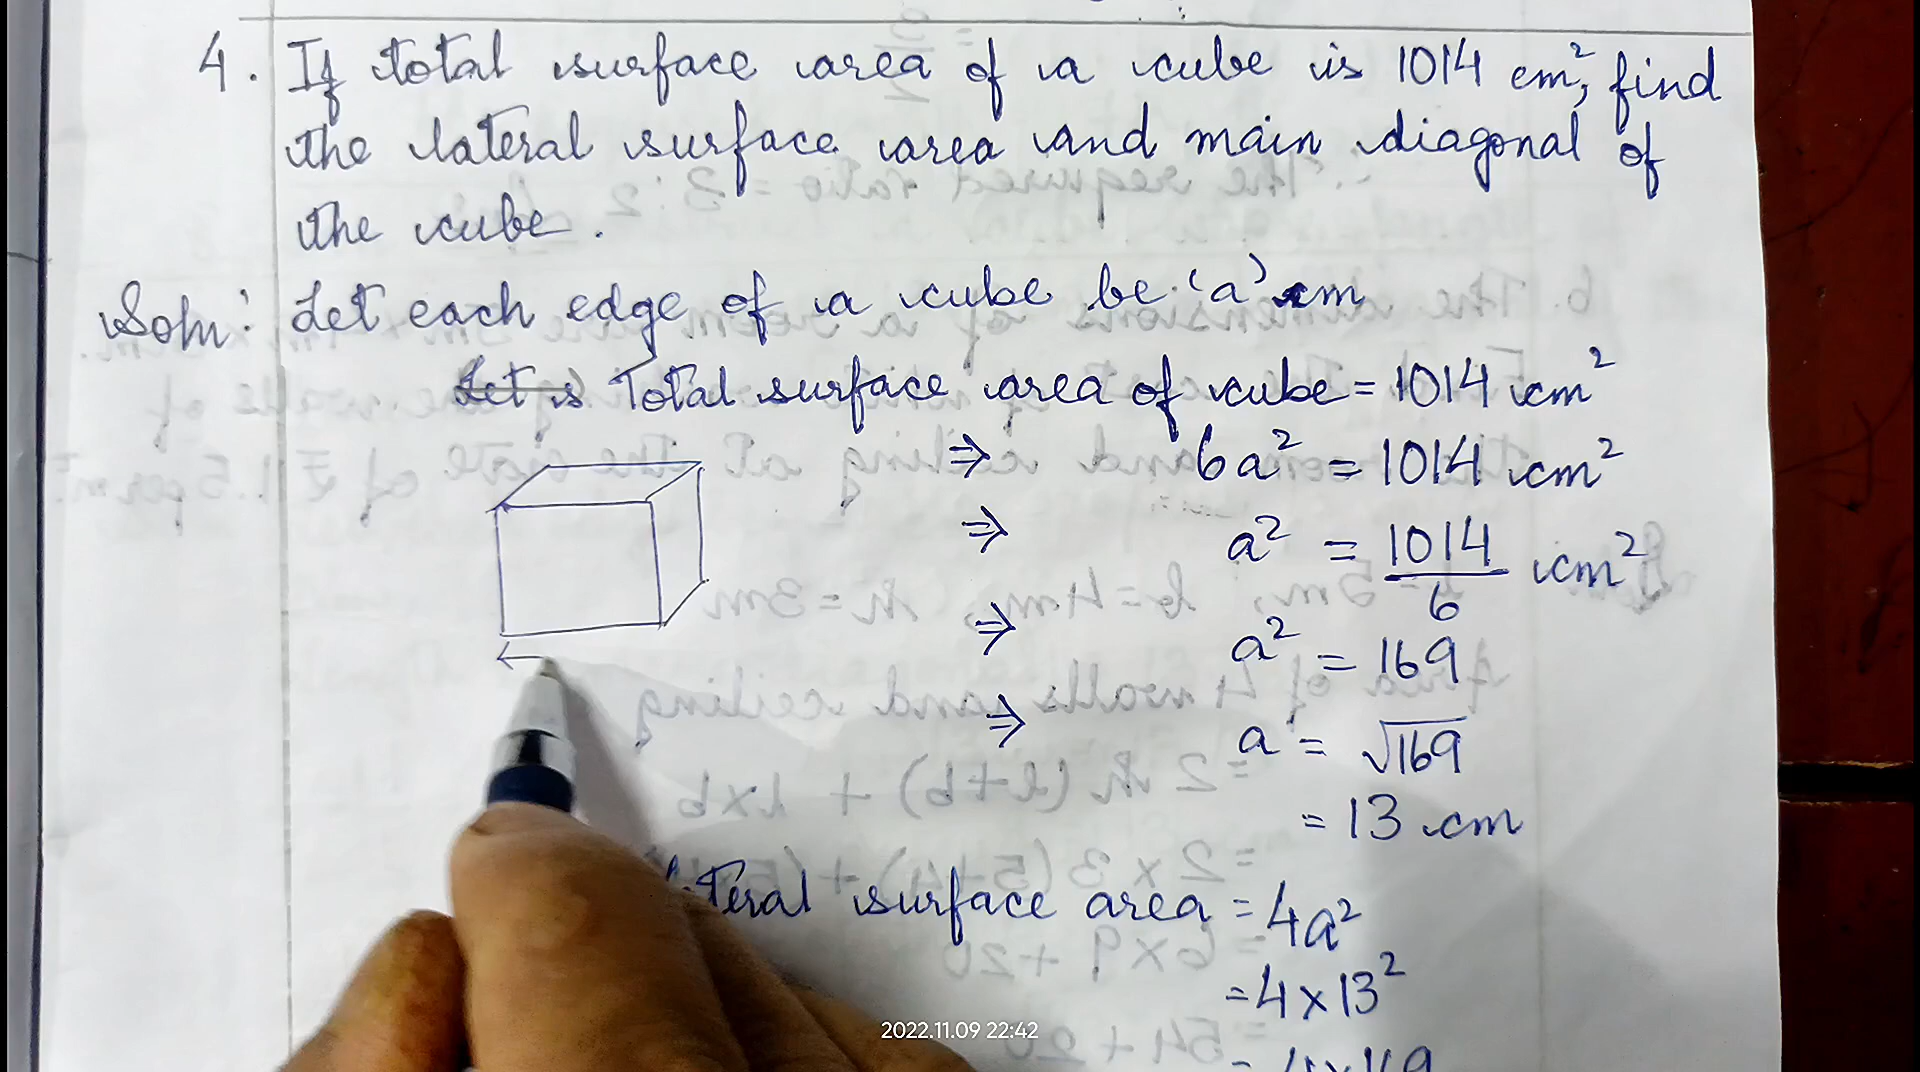 4. If total surface area of a cube is 1014 cm², find
the lateral surface area and main diagonal of
the cube.
Soln: Let each edge of a cube be 'a' cm
Let s Total surface area of cube = 1014 cm²
⇒ 6a² = 1014 cm²
⇒ a² = 1014/6 cm²
⇒ a² = 169
⇒ a = √169
= 13 cm
surface area = 4a²
= 4 × 13²
2022.11.09 22:42